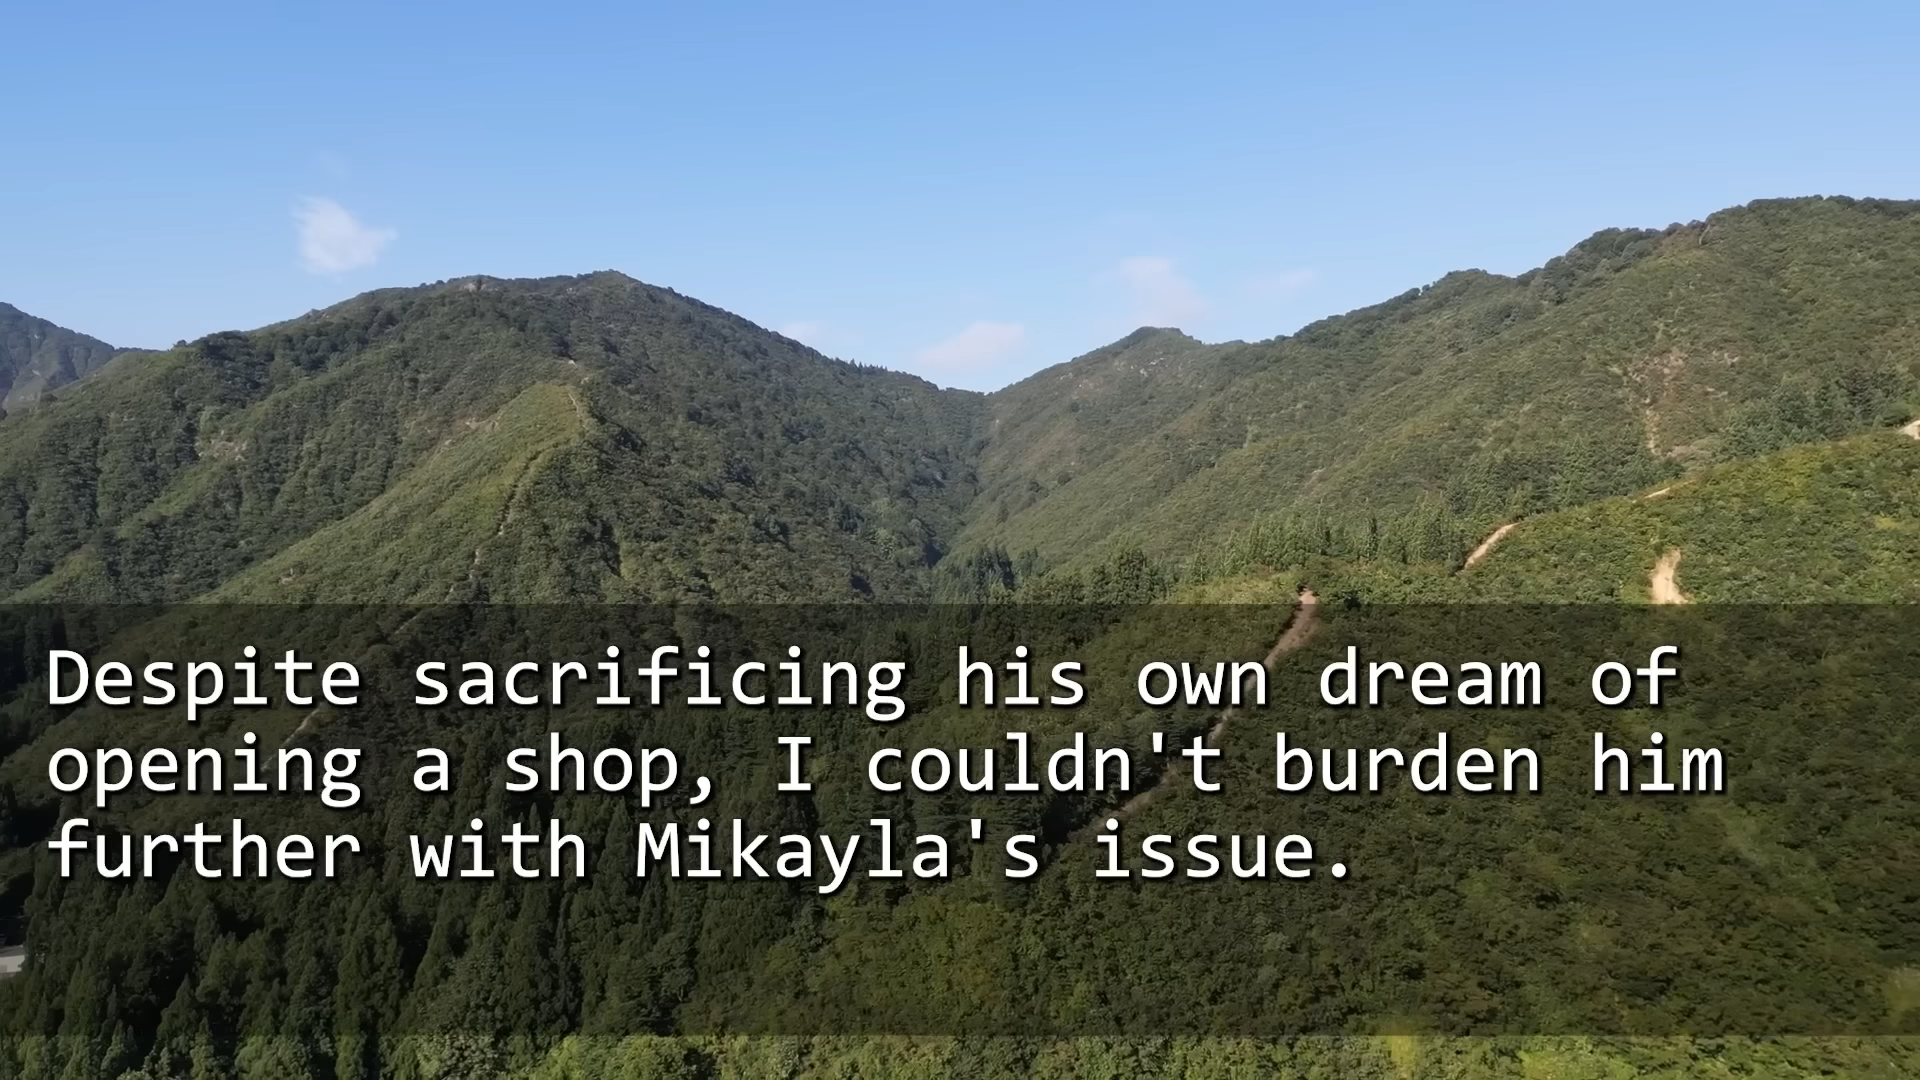 Despite sacrificing his own dream of
opening a shop, I couldn't burden him
further with Mikayla's issue.